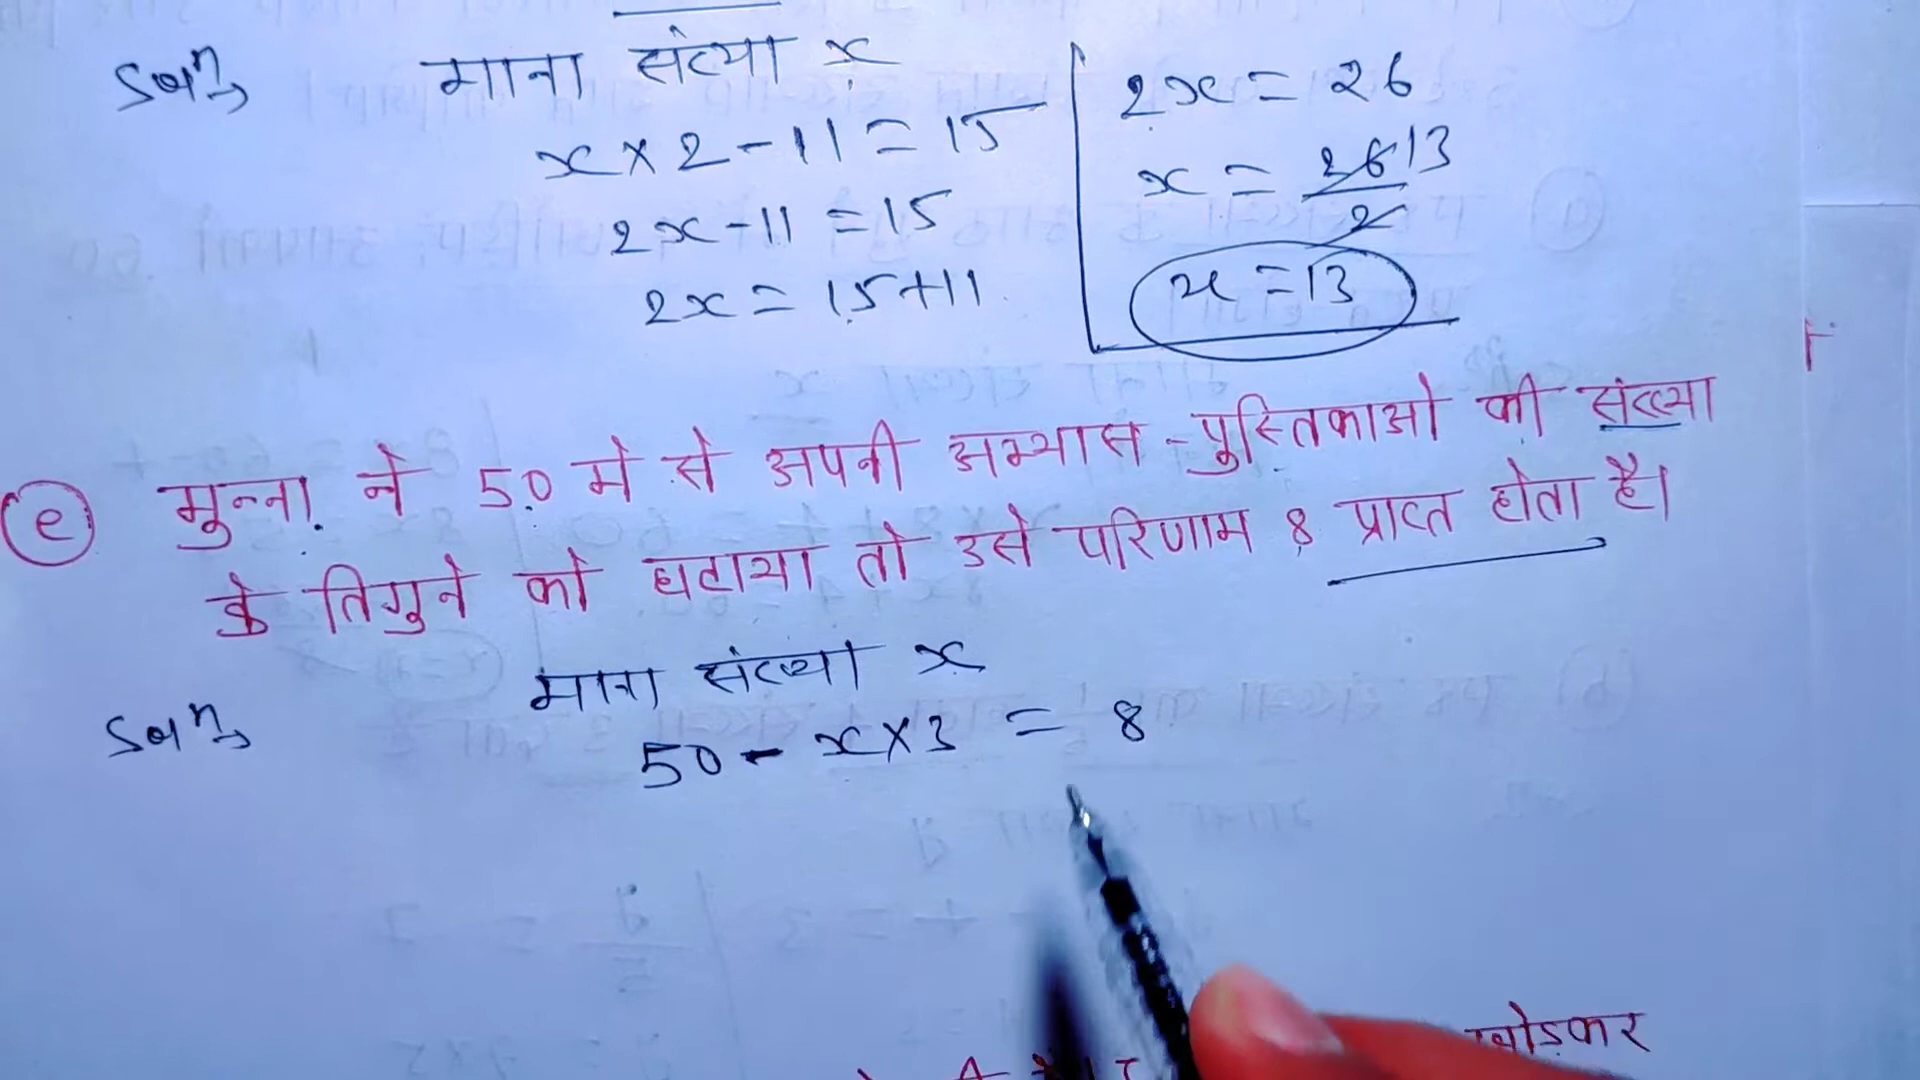 Solⁿ→ माना संख्या x
x×2-11=15
2x-11=15
2x=15+11
2x=26
x=26/2 13
x=13
(e) मुन्ना ने 50 मे से अपनी अभ्यास-पुस्तिकाओ की संख्या
के तिगुने को घटाया तो उसे परिणाम 8 प्राप्त होता है।
Solⁿ→ माना संख्या x
50-x×3=8